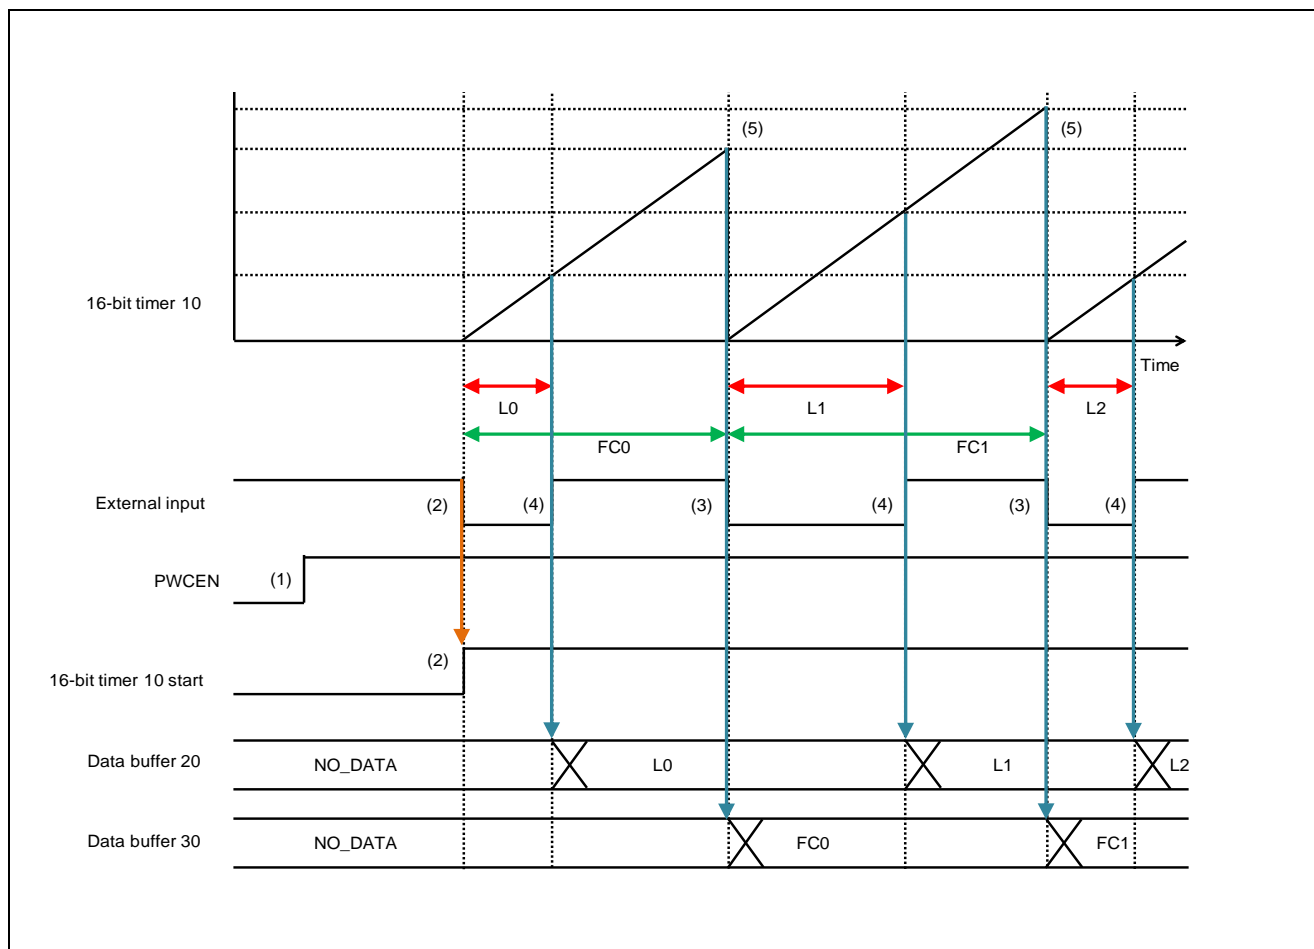 (5) (5)
16-bit timer 10
Time
L0 L1 L2
FC0 FC1
External input (2) (4) (3) (4) (3) (4)
PWCEN (1)
(2)
16-bit timer 10 start
Data buffer 20 NO_DATA L0 L1 L2
Data buffer 30 NO_DATA FC0 FC1